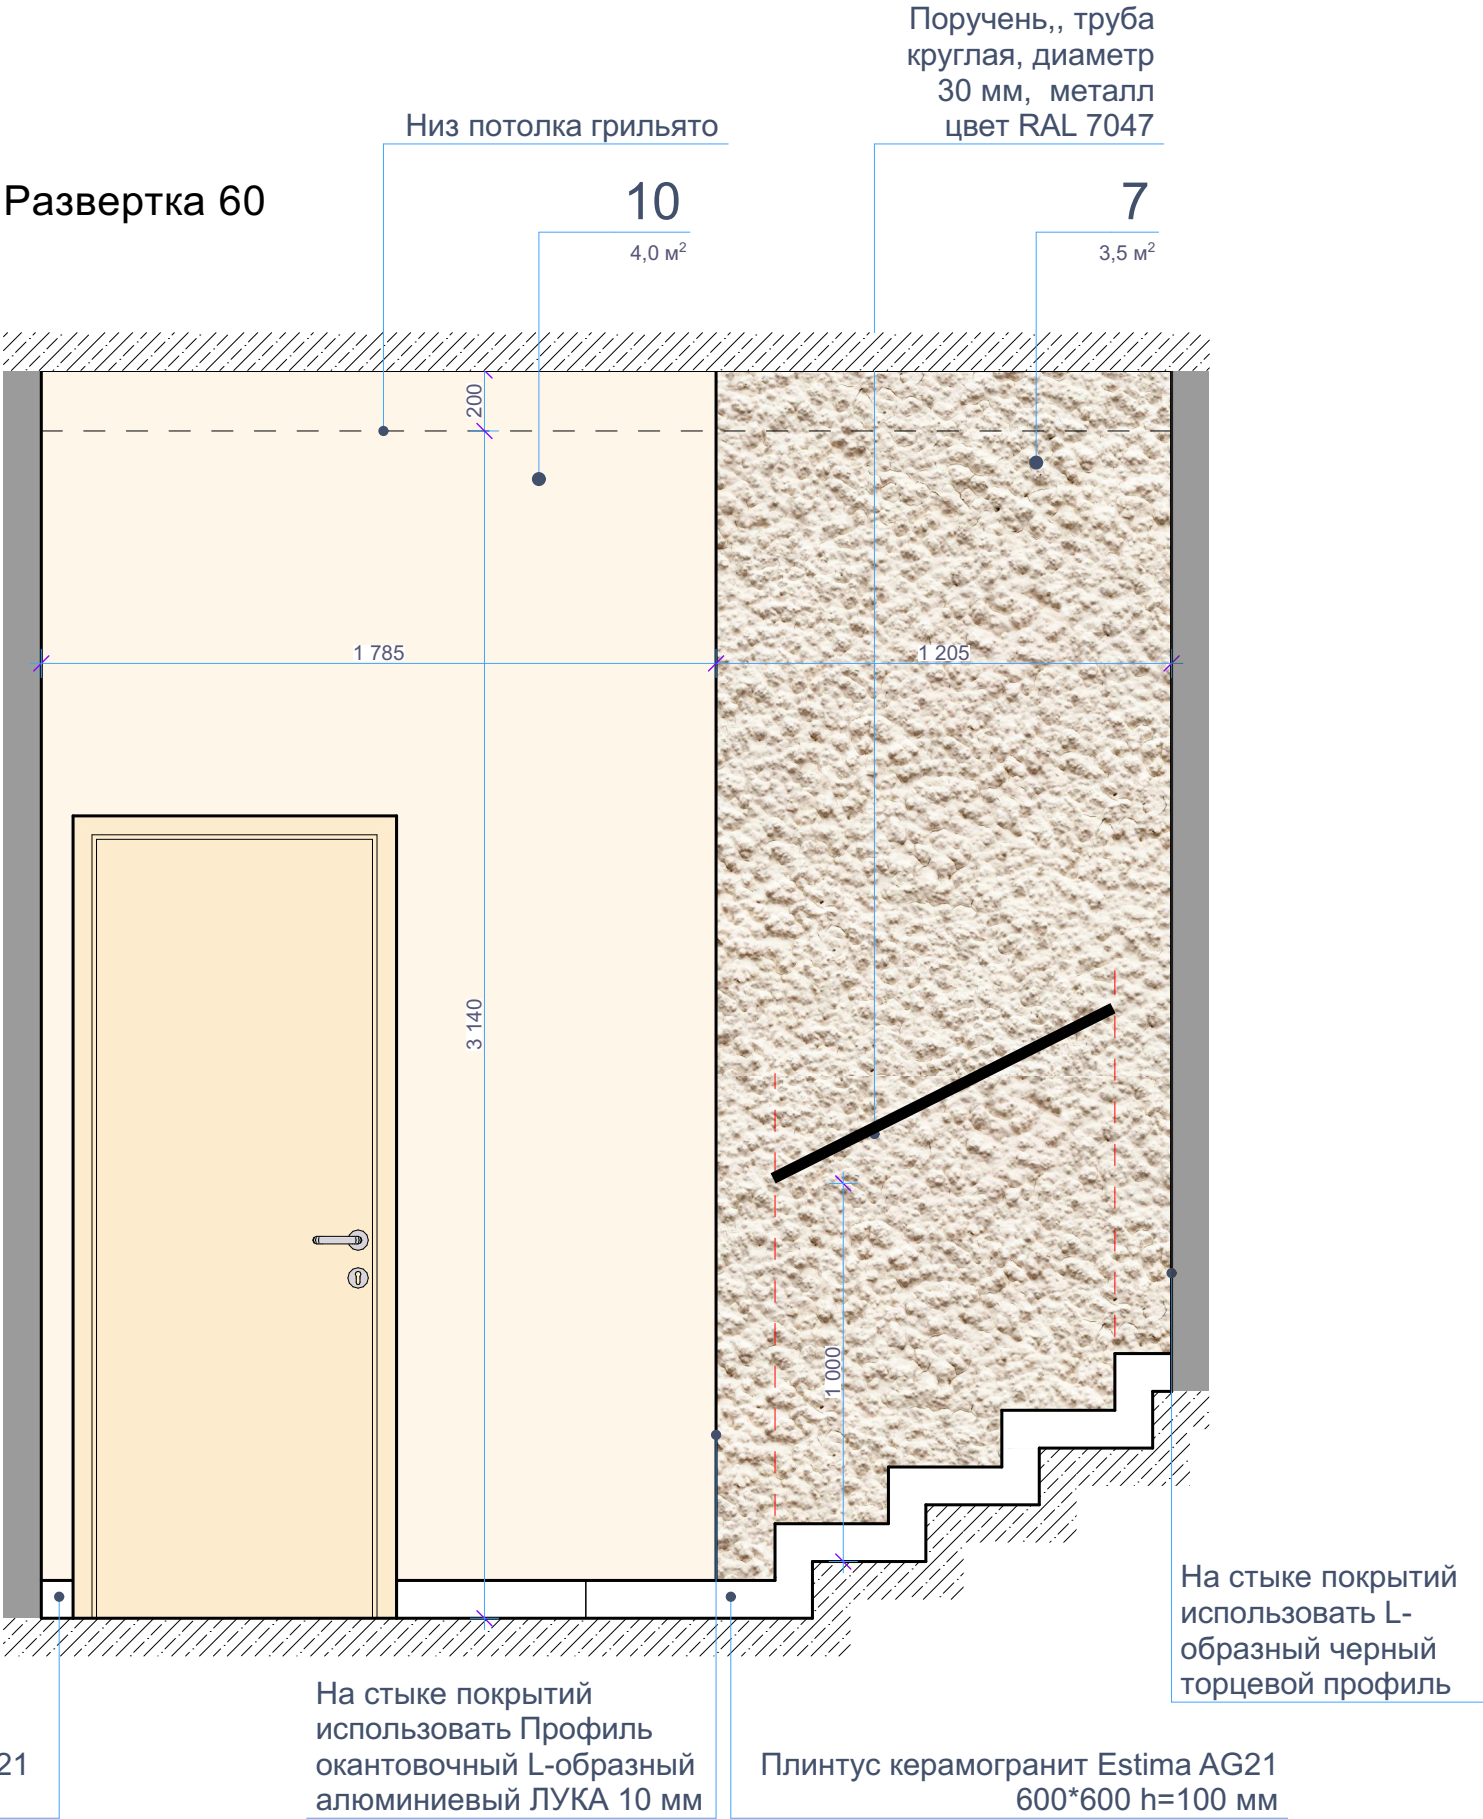 Поручень,, труба
круглая, диаметр
30 мм, металл
цвет RAL 7047
Низ потолка грильято
Развертка 60
10
4,0 м²
7
3,5 м²
200
1 785
1 205
3 140
1 000
На стыке покрытий
использовать L-
образный черный
торцевой профиль
На стыке покрытий
использовать Профиль
окантовочный L-образный
алюминиевый ЛУКА 10 мм
Плинтус керамогранит Estima AG21
600*600 h=100 мм
21